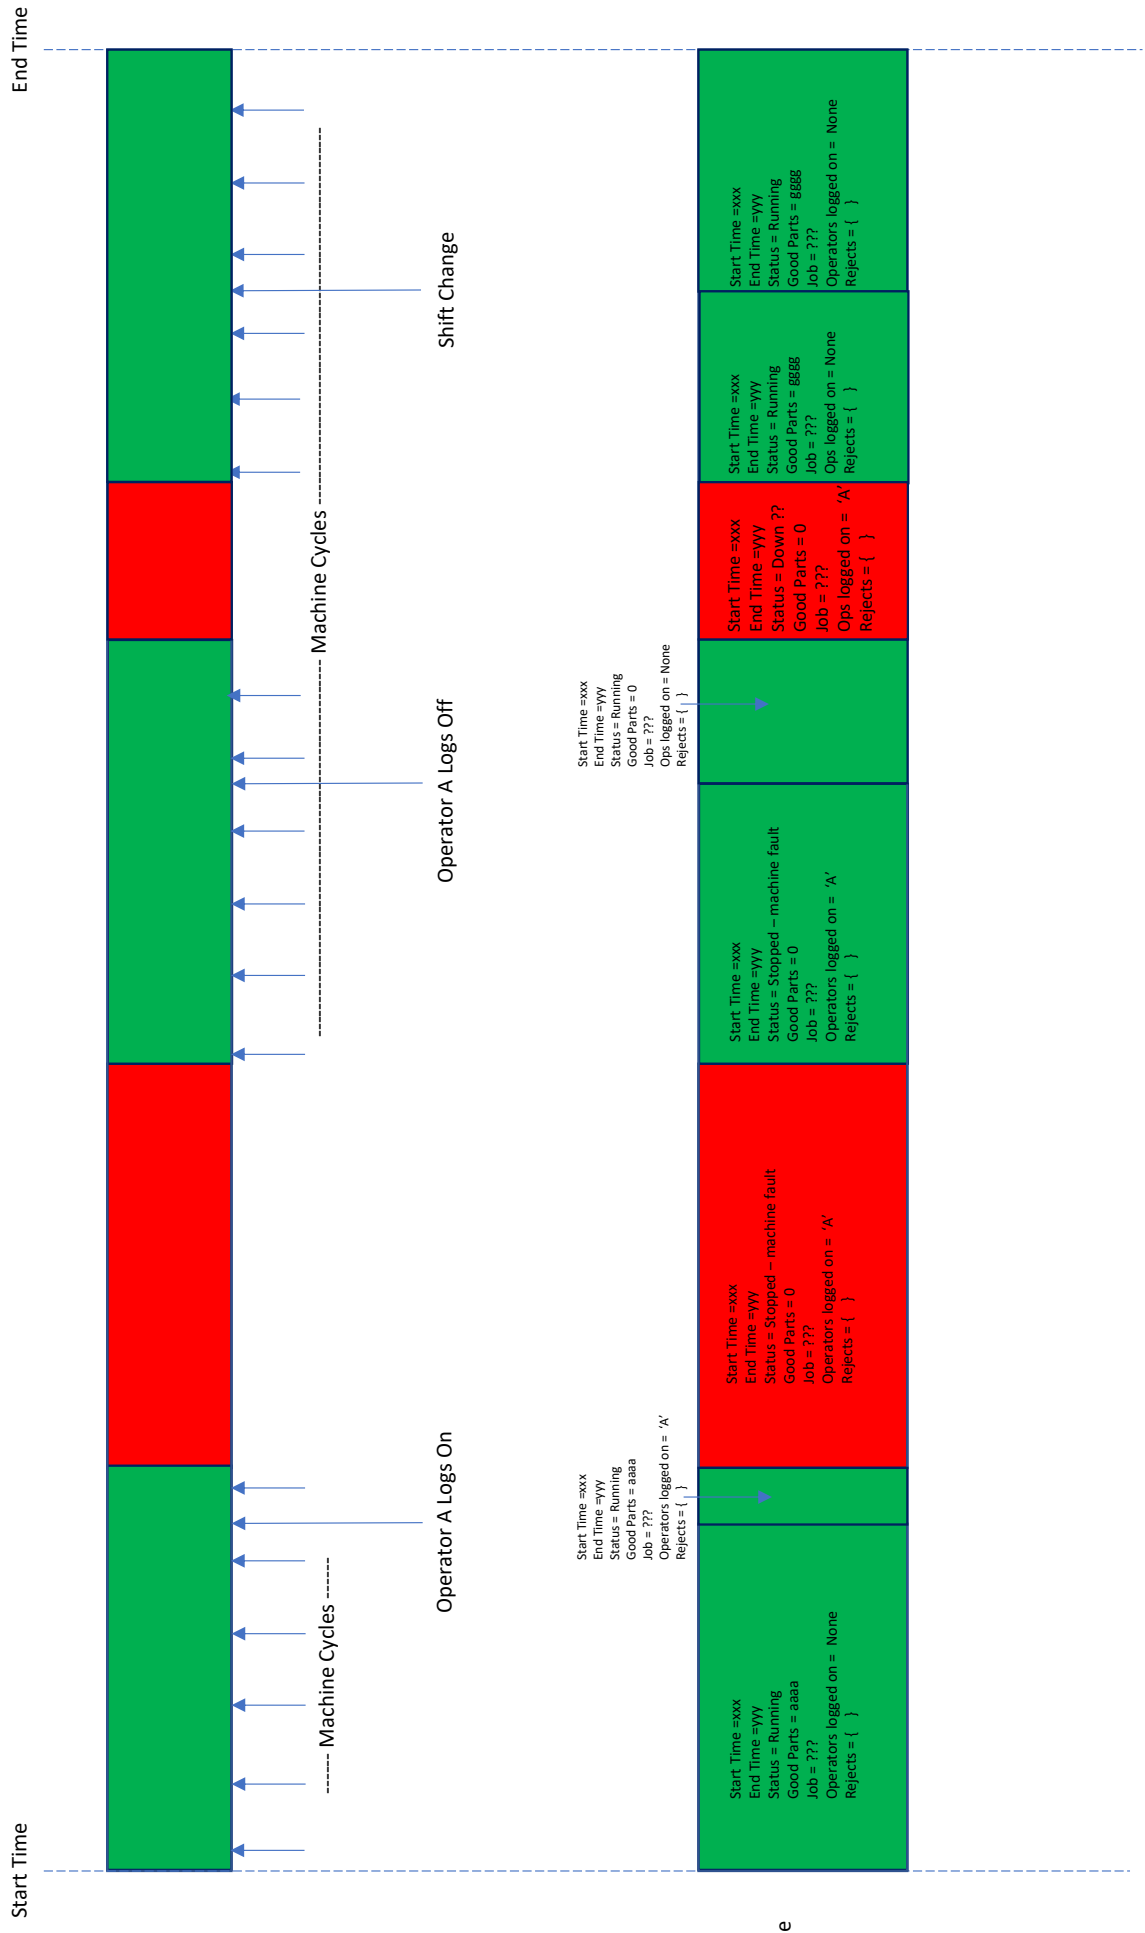 Start Time
End Time
------ Machine Cycles ------
-------------------------- Machine Cycles --------------------------
Operator A Logs On
Operator A Logs Off
Shift Change
Start Time =xxx
End Time =yyy
Status = Running
Good Parts = aaaa
Job = ???
Operators logged on = ‘A’
Rejects = {   }
Start Time =xxx
End Time =yyy
Status = Running
Good Parts = 0
Job = ???
Ops logged on = None
Rejects = {   }
e
Start Time =xxx
End Time =yyy
Status = Running
Good Parts = aaaa
Job = ???
Operators logged on = None
Rejects = {   }
Start Time =xxx
End Time =yyy
Status = Stopped – machine fault
Good Parts = 0
Job = ???
Operators logged on = ‘A’
Rejects = {   }
Start Time =xxx
End Time =yyy
Status = Stopped – machine fault
Good Parts = 0
Job = ???
Operators logged on = ‘A’
Rejects = {   }
Start Time =xxx
End Time =yyy
Status = Down ??
Good Parts = 0
Job = ???
Ops logged on = ‘A’
Rejects = {   }
Start Time =xxx
End Time =yyy
Status = Running
Good Parts = gggg
Job = ???
Ops logged on = None
Rejects = {   }
Start Time =xxx
End Time =yyy
Status = Running
Good Parts = gggg
Job = ???
Operators logged on = None
Rejects = {   }